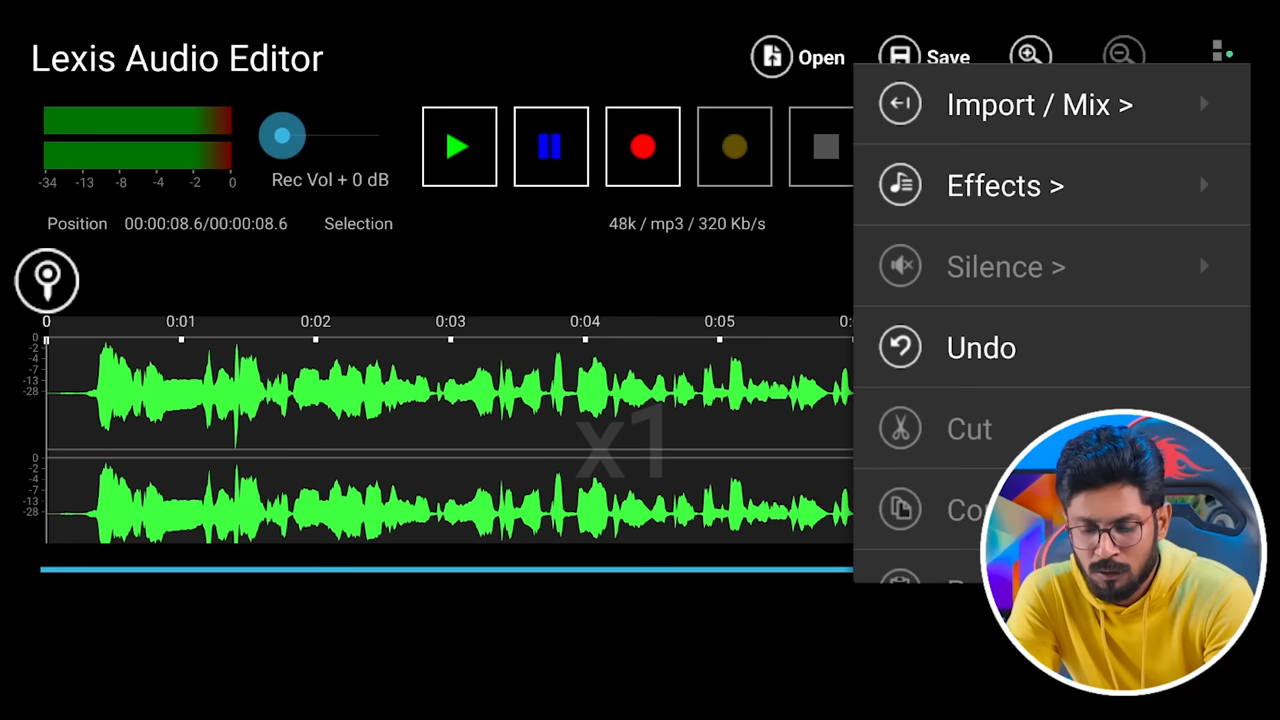 Lexis Audio Editor
Open
Save
Import / Mix >
Effects >
Silence >
Undo
Cut
-34 -13 -8 -4 -2 0
Rec Vol + 0 dB
Position 00:00:08.6/00:00:08.6 Selection 48k / mp3 / 320 Kb/s
0 0:01 0:02 0:03 0:04 0:05
0
-2
-4
-7
-13
-28
x1
0
-2
-4
-7
-13
-28